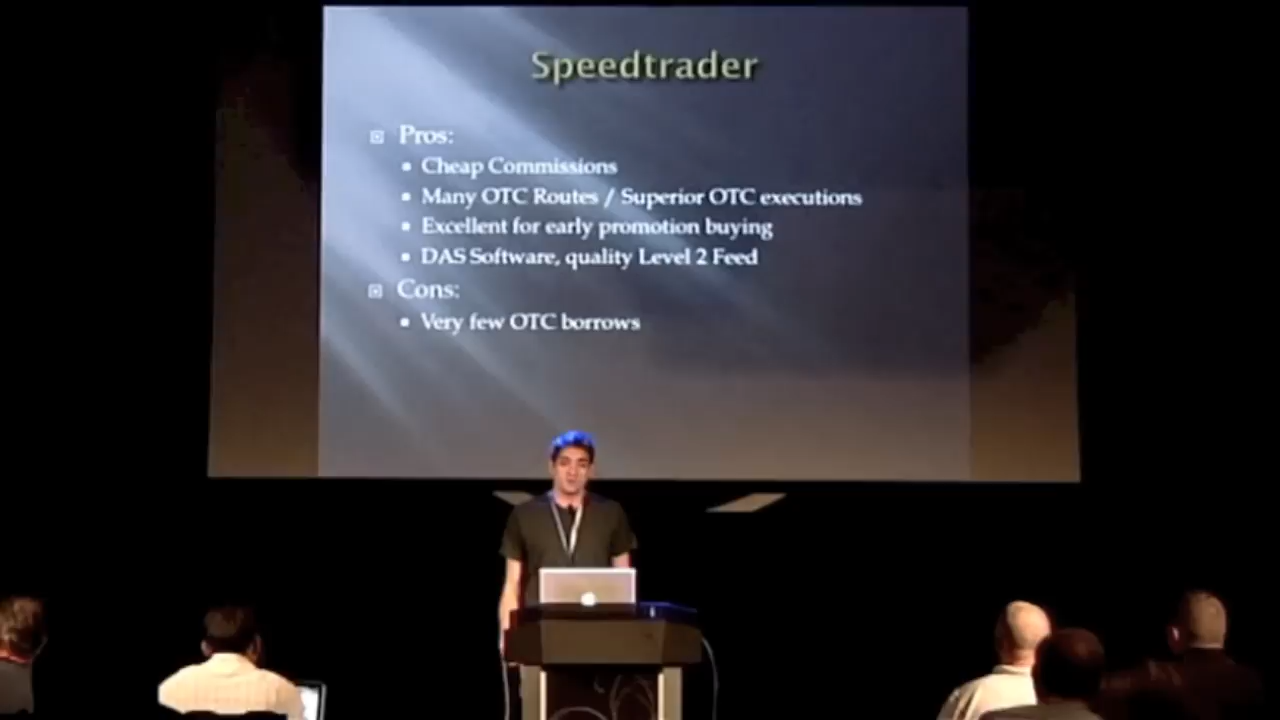 Speedtrader
Pros:
Cheap Commissions
Many OTC Routes / Superior OTC executions
Excellent for early promotion buying
DAS Software, quality Level 2 Feed
Cons:
Very few OTC borrows